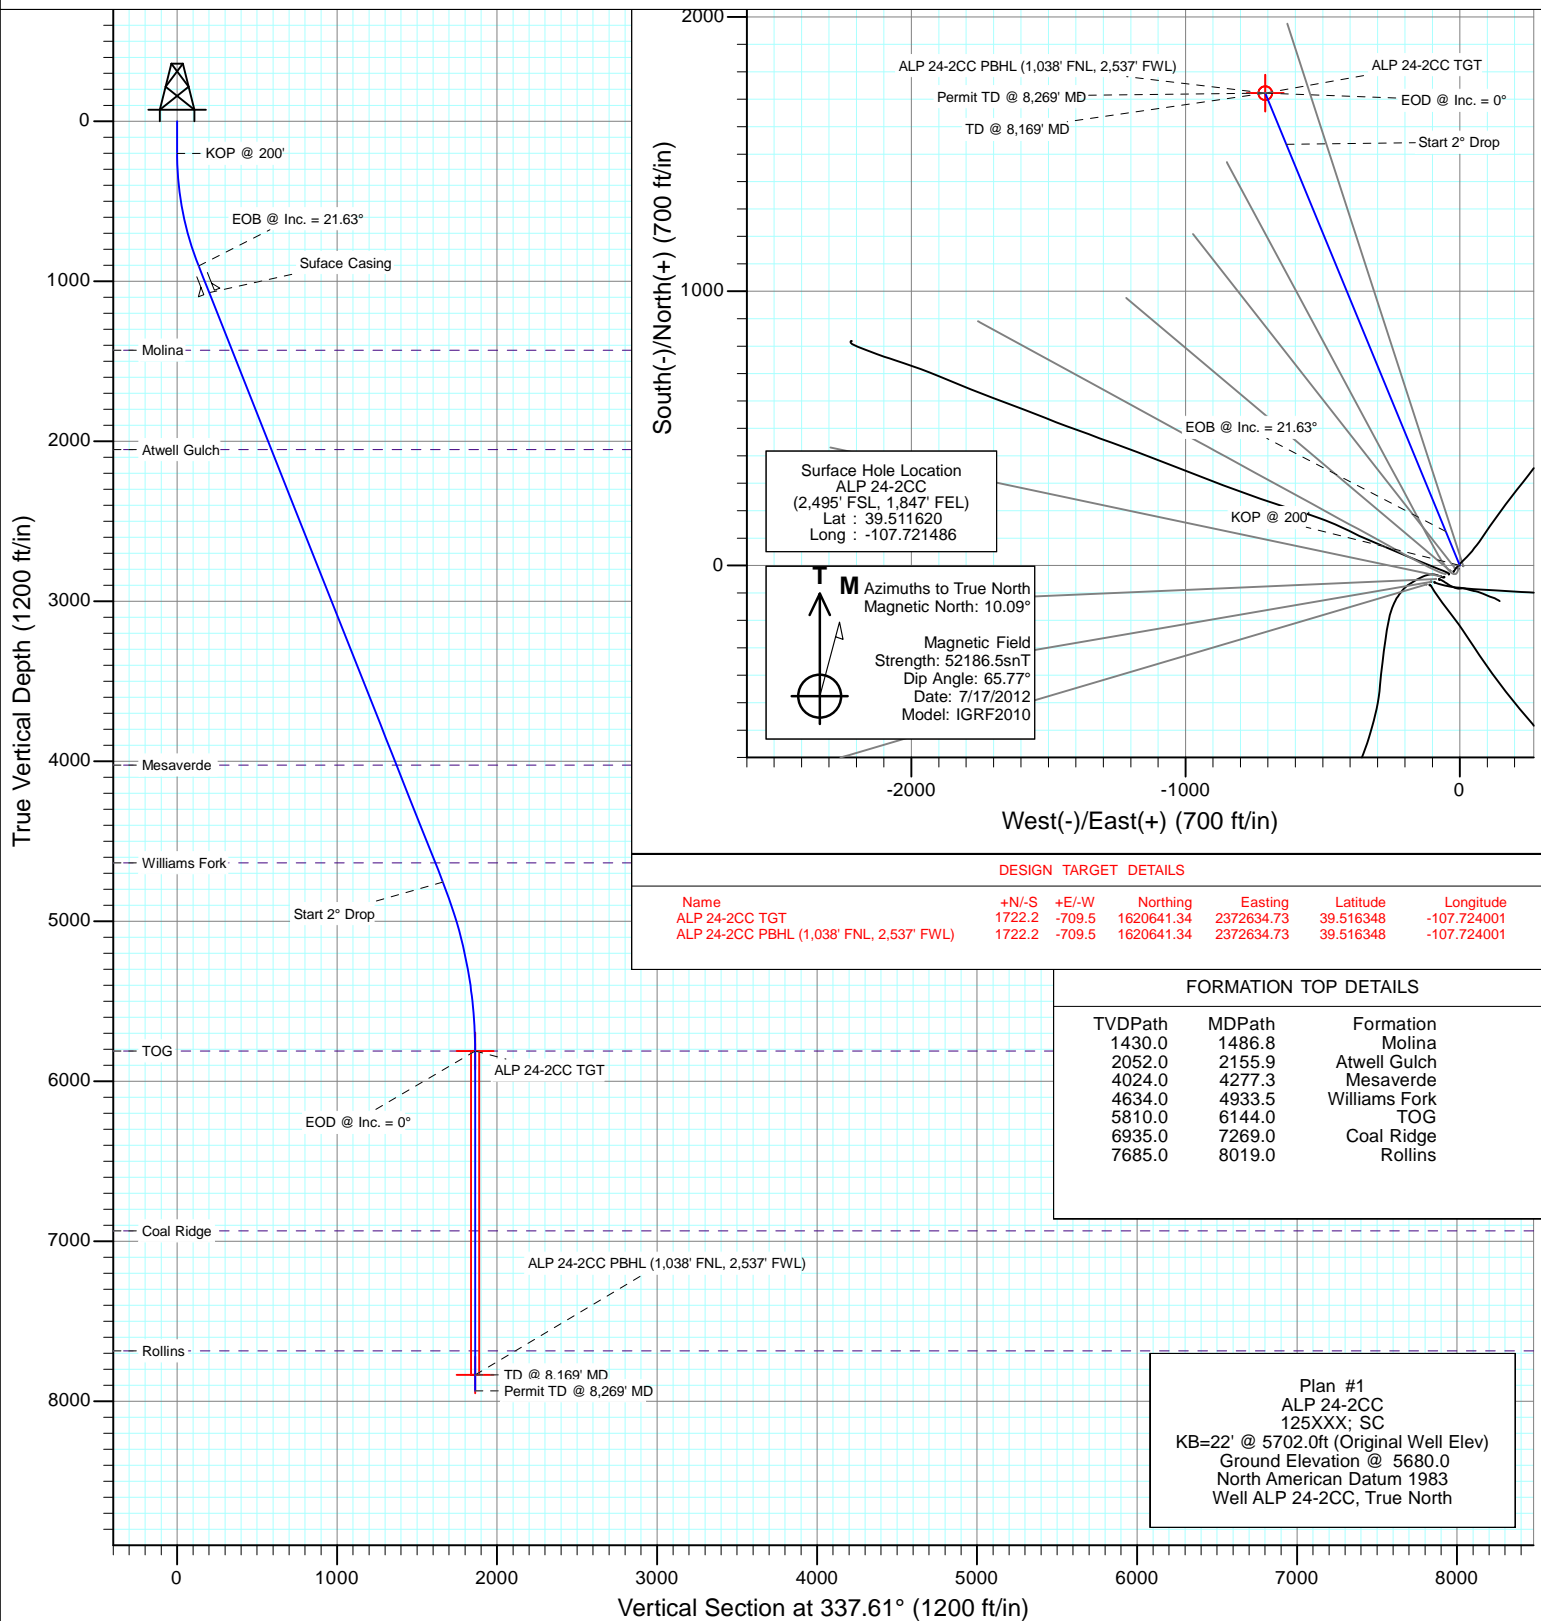 True Vertical Depth (1200 ft/in)
0
1000
2000
3000
4000
5000
6000
7000
8000
KOP @ 200'
EOB @ Inc. = 21.63°
Suface Casing
Molina
Atwell Gulch
Mesaverde
Williams Fork
Start 2° Drop
TOG
ALP 24-2CC TGT
EOD @ Inc. = 0°
Coal Ridge
ALP 24-2CC PBHL (1,038' FNL, 2,537' FWL)
Rollins
TD @ 8,169' MD
Permit TD @ 8,269' MD
0
1000
2000
3000
4000
5000
6000
7000
8000
Vertical Section at 337.61° (1200 ft/in)
South(-)/North(+) (700 ft/in)
2000
1000
0
ALP 24-2CC PBHL (1,038' FNL, 2,537' FWL)
Permit TD @ 8,269' MD
TD @ 8,169' MD
ALP 24-2CC TGT
EOD @ Inc. = 0°
Start 2° Drop
EOB @ Inc. = 21.63°
KOP @ 200'
Surface Hole Location
ALP 24-2CC
(2,495' FSL, 1,847' FEL)
Lat : 39.511620
Long : -107.721486
T
M
Azimuths to True North
Magnetic North: 10.09°
Magnetic Field
Strength: 52186.5snT
Dip Angle: 65.77°
Date: 7/17/2012
Model: IGRF2010
-2000
-1000
0
West(-)/East(+) (700 ft/in)
DESIGN TARGET DETAILS
Name +N/-S +E/-W Northing Easting Latitude Longitude
ALP 24-2CC TGT 1722.2 -709.5 1620641.34 2372634.73 39.516348 -107.724001
ALP 24-2CC PBHL (1,038' FNL, 2,537' FWL) 1722.2 -709.5 1620641.34 2372634.73 39.516348 -107.724001
FORMATION TOP DETAILS
TVDPath MDPath Formation
1430.0 1486.8 Molina
2052.0 2155.9 Atwell Gulch
4024.0 4277.3 Mesaverde
4634.0 4933.5 Williams Fork
5810.0 6144.0 TOG
6935.0 7269.0 Coal Ridge
7685.0 8019.0 Rollins
Plan #1
ALP 24-2CC
125XXX; SC
KB=22' @ 5702.0ft (Original Well Elev)
Ground Elevation @ 5680.0
North American Datum 1983
Well ALP 24-2CC, True North